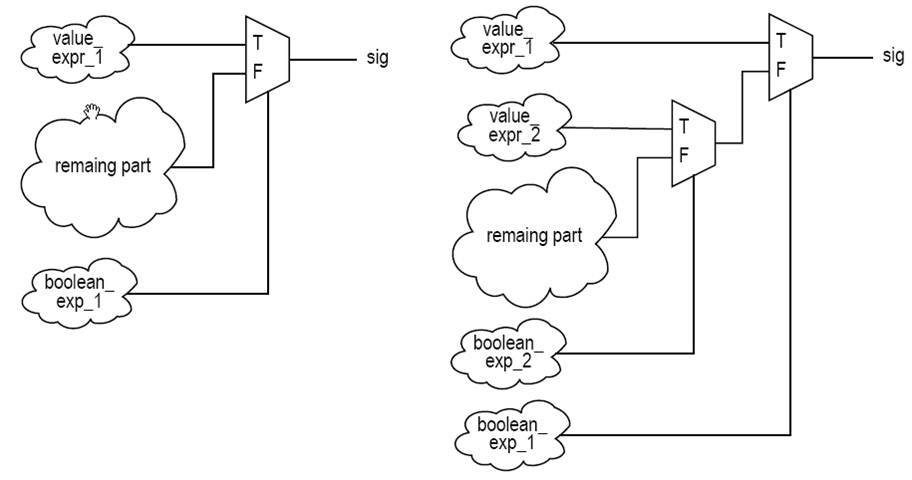 value_
expr_1
T
F
sig
remaing part
boolean_
exp_1
value_
expr_1
T
F
sig
value_
expr_2
T
F
remaing part
boolean_
exp_2
boolean_
exp_1